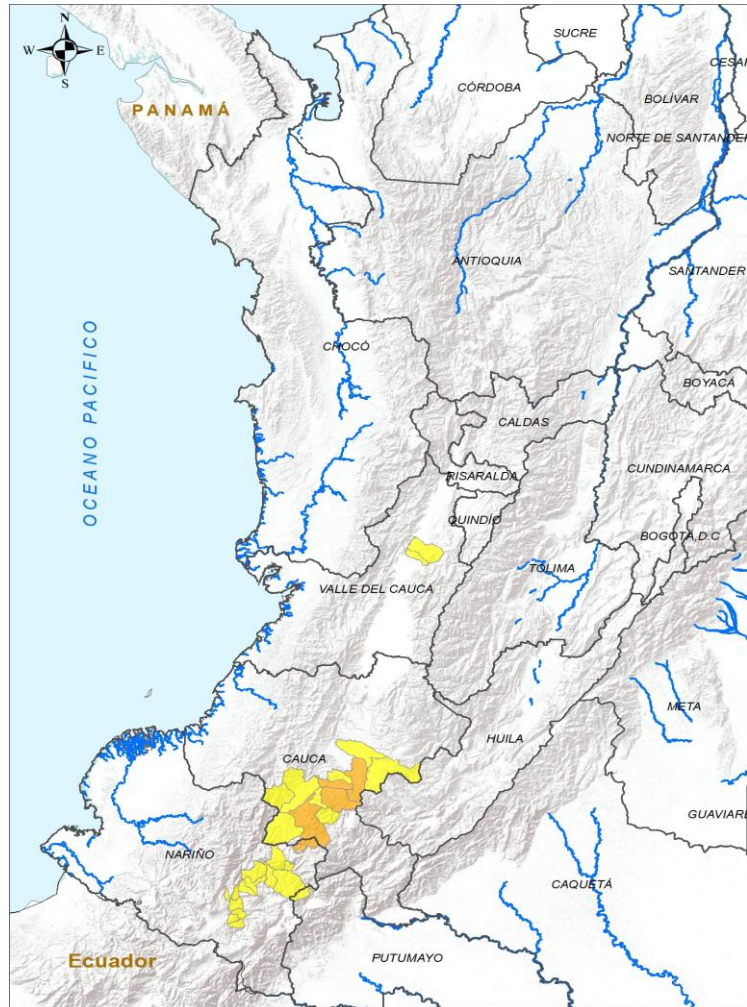 N
W E
S
SUCRE
CESAR
CÓRDOBA
BOLÍVAR
PANAMÁ
NORTE DE SANTANDER
ANTIOQUIA
SANTANDER
OCEANO PACIFICO
CHOCÓ
BOYACÁ
CALDAS
CUNDINAMARCA
RISARALDA
QUINDÍO
BOGOTÁ,D.C
TOLIMA
VALLE DEL CAUCA
META
HUILA
CAUCA
GUAVIARE
NARIÑO
CAQUETÁ
Ecuador
PUTUMAYO